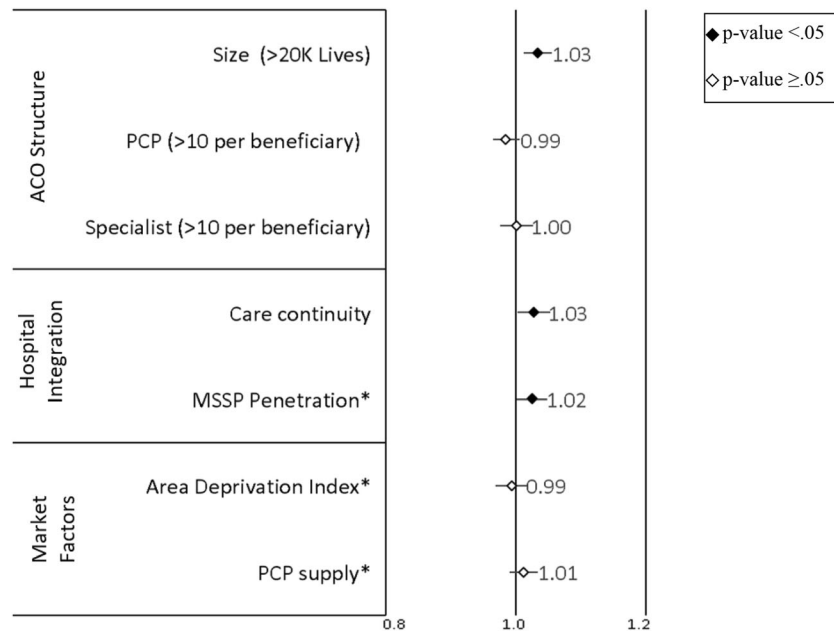 p-value <.05
p-value ≥.05
ACO Structure
Size (>20K Lives)
1.03
PCP (>10 per beneficiary)
0.99
Specialist (>10 per beneficiary)
1.00
Hospital
Integration
Care continuity
1.03
MSSP Penetration*
1.02
Market
Factors
Area Deprivation Index*
0.99
PCP supply*
1.01
0.8
1.0
1.2